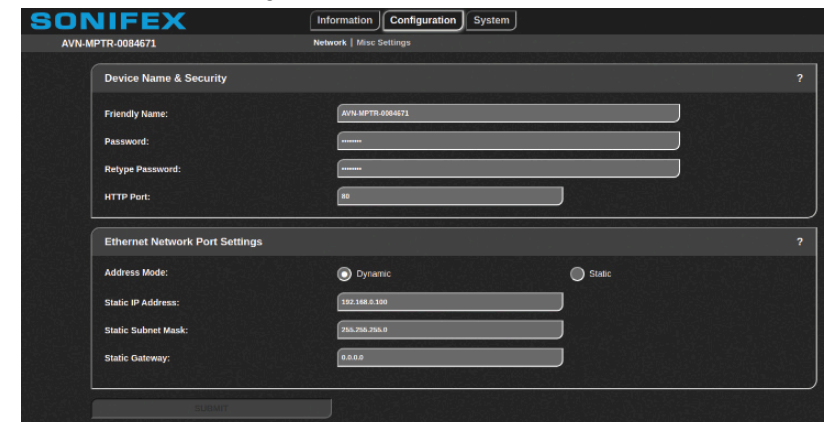 SONIFEX
Information Configuration System
AVN-MPTR-0084671
Network | Misc Settings
Device Name & Security ?
Friendly Name: AVN-MPTR-0084671
Password: ••••••••
Retype Password: ••••••••
HTTP Port: 80
Ethernet Network Port Settings ?
Address Mode: Dynamic Static
Static IP Address: 192.168.0.100
Static Subnet Mask: 255.255.255.0
Static Gateway: 0.0.0.0
SUBMIT